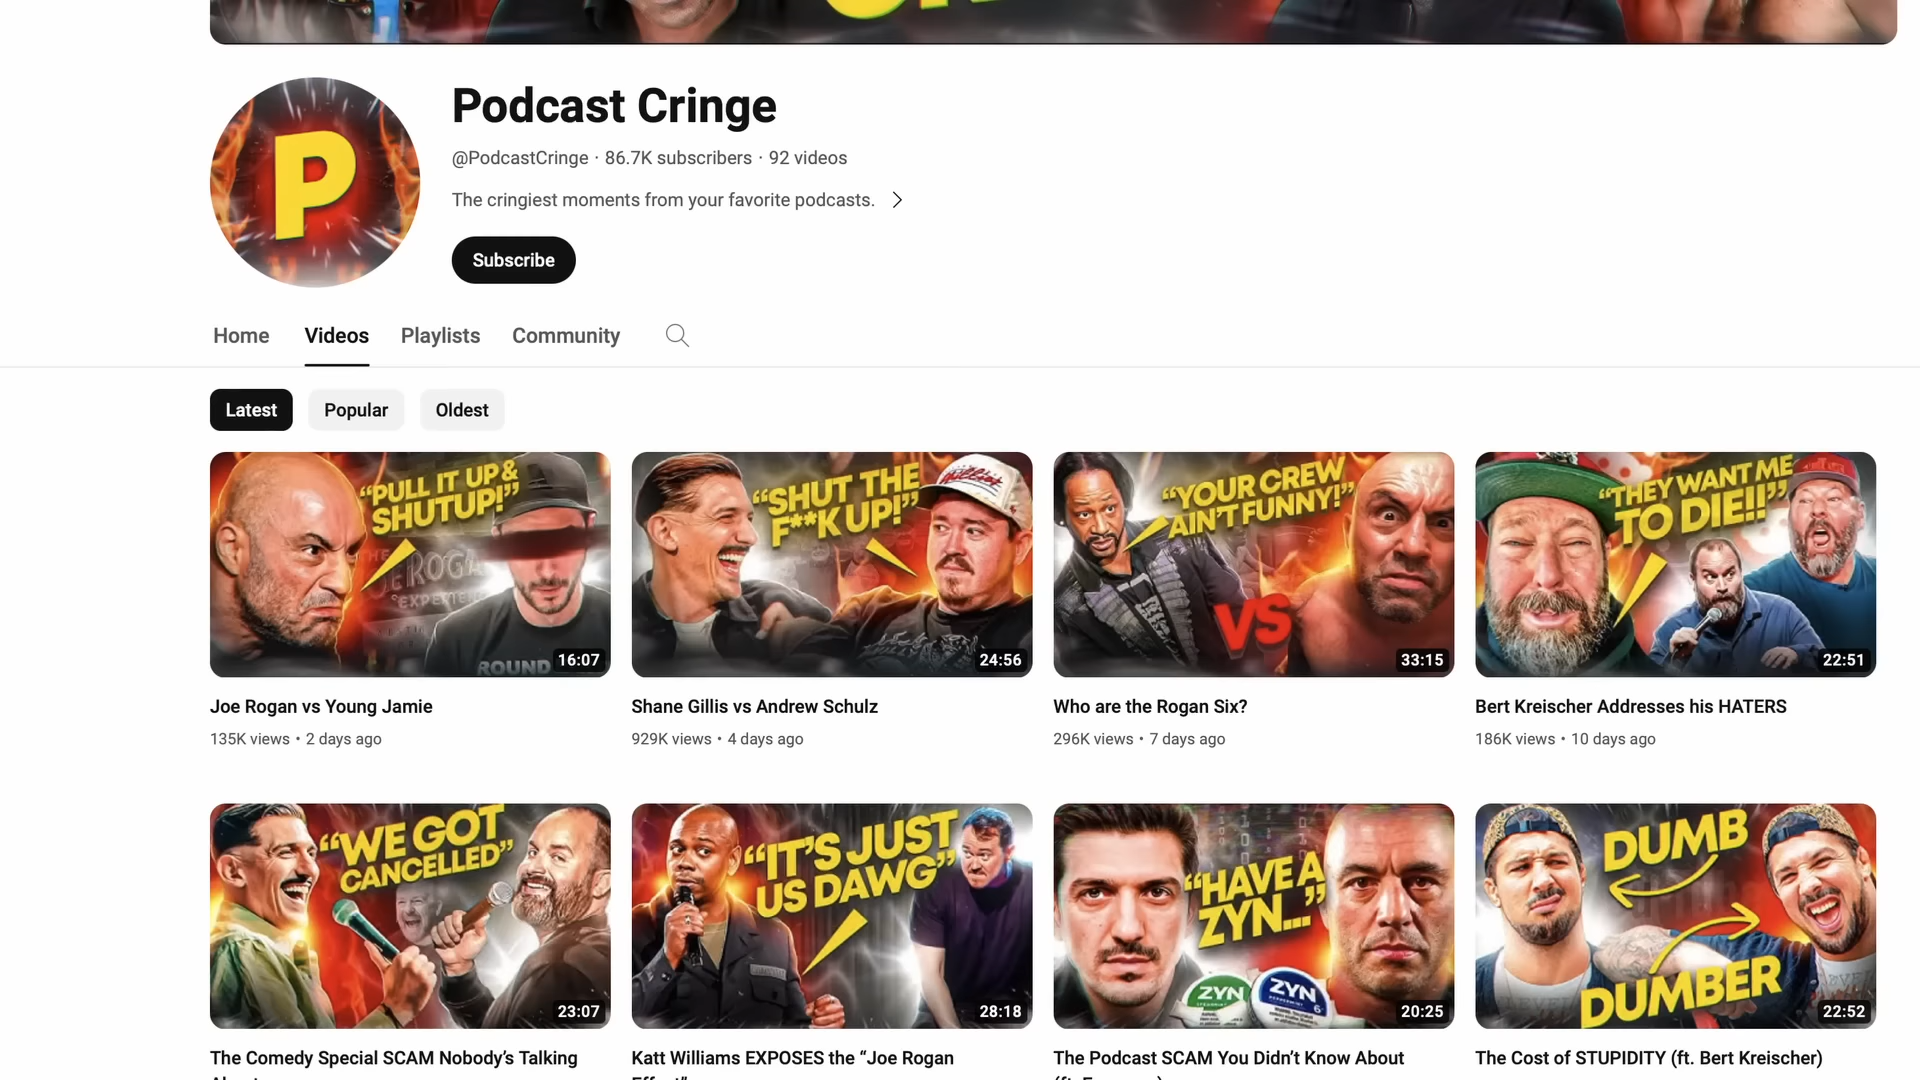 P
Podcast Cringe
@PodcastCringe · 86.7K subscribers · 92 videos
The cringiest moments from your favorite podcasts.
Subscribe
Home Videos Playlists Community
Latest Popular Oldest
“PULL IT UP &
SHUTUP!”
ROGAN
EXPERIENCE
ROUND
16:07
“SHUT THE
F**K UP!”
24:56
“YOUR CREW
AIN'T FUNNY!”
VS
33:15
“THEY WANT ME
TO DIE!!”
22:51
Joe Rogan vs Young Jamie
135K views • 2 days ago
Shane Gillis vs Andrew Schulz
929K views • 4 days ago
Who are the Rogan Six?
296K views • 7 days ago
Bert Kreischer Addresses his HATERS
186K views • 10 days ago
“WE GOT
CANCELLED”
23:07
“IT'S JUST
US DAWG”
28:18
“HAVE A
ZYN...”
ZYN
ZYN
20:25
DUMB
DUMBER
22:52
The Comedy Special SCAM Nobody’s Talking
Katt Williams EXPOSES the “Joe Rogan
The Podcast SCAM You Didn’t Know About
The Cost of STUPIDITY (ft. Bert Kreischer)